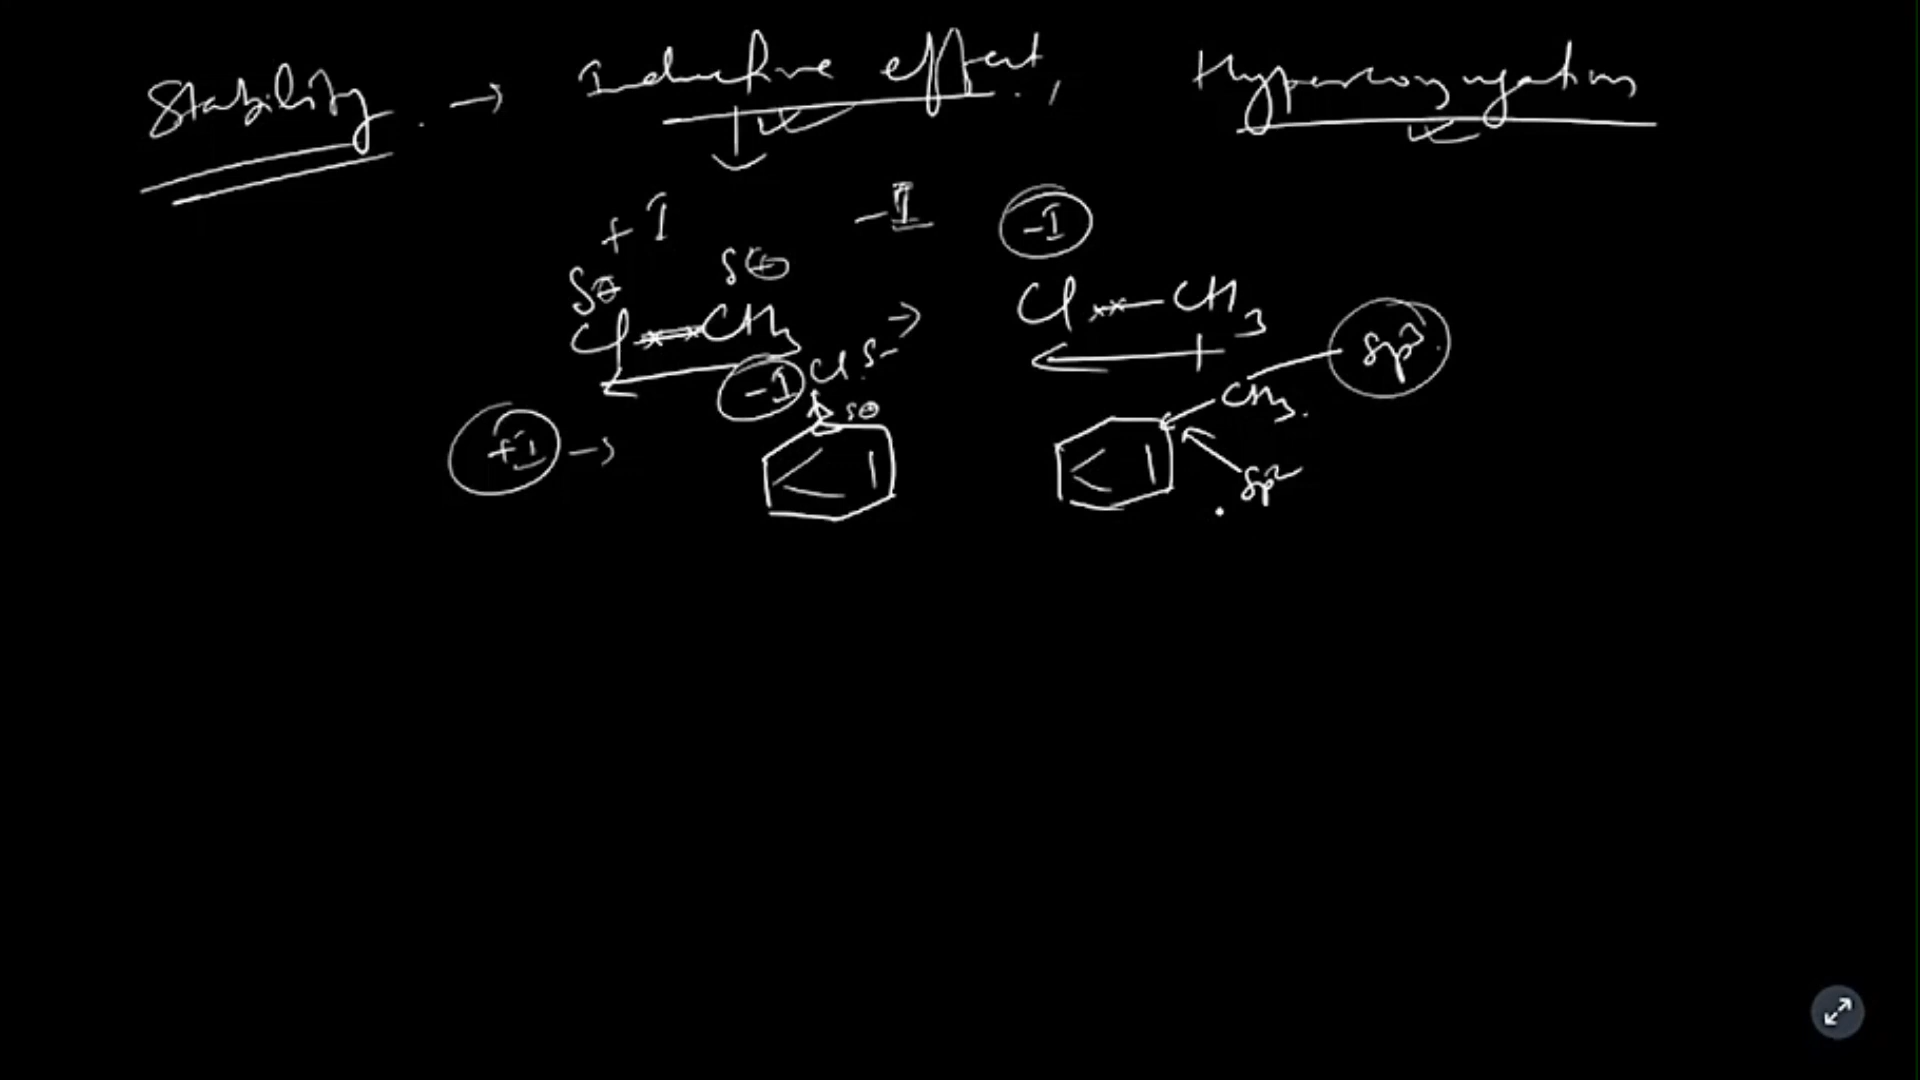 Stability. → Inductive effect, Hyperconjugation
+I -I -I
δ⊖ δ⊕
Cl-CH3 → Cl-CH3
-I Cl δ- sp3
+I → δ⊕ CH3.
sp2